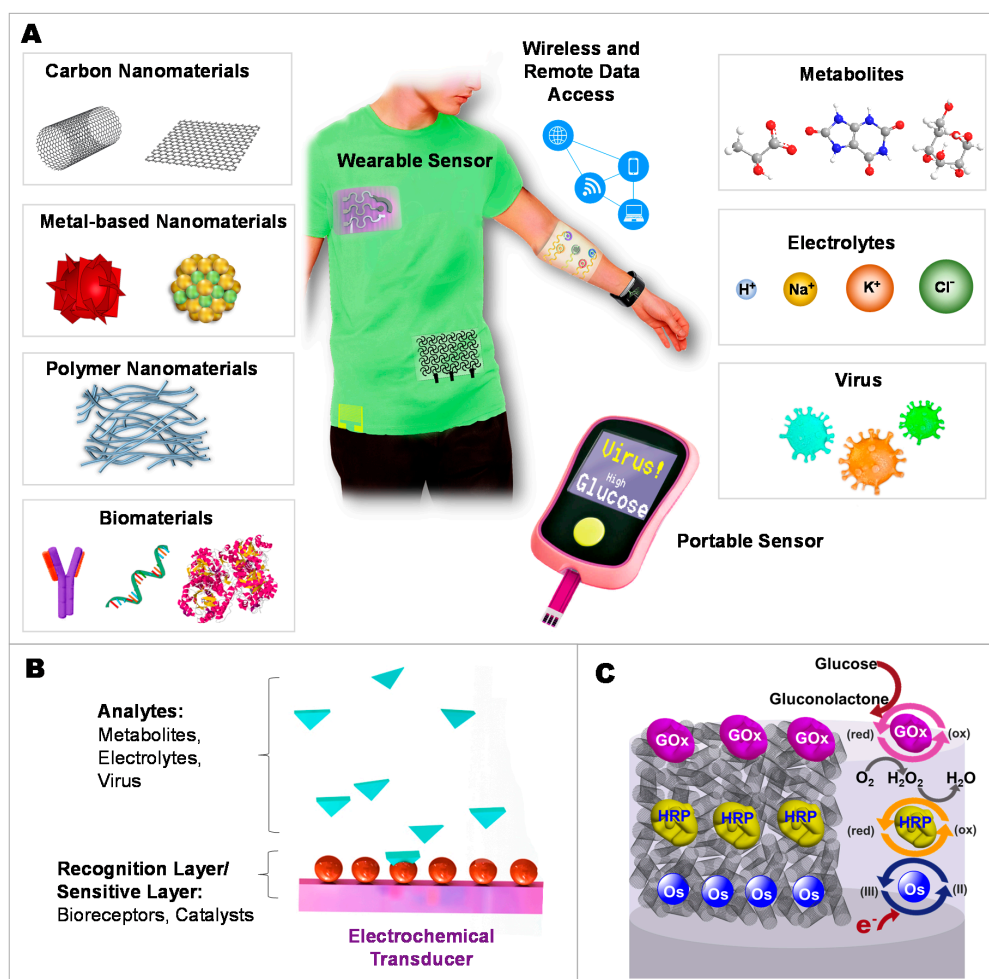 A
Carbon Nanomaterials
Metal-based Nanomaterials
Polymer Nanomaterials
Biomaterials
Wearable Sensor
Wireless and
Remote Data
Access
Virus!
High
Glucose
Portable Sensor
Metabolites
Electrolytes
H⁺
Na⁺
K⁺
Cl⁻
Virus
B
Analytes:
Metabolites,
Electrolytes,
Virus
Recognition Layer/
Sensitive Layer:
Bioreceptors, Catalysts
Electrochemical
Transducer
C
Glucose
Gluconolactone
GOx
GOx
GOx
(red)
GOx
(ox)
O₂
H₂O₂
H₂O
HRP
HRP
HRP
(red)
HRP
(ox)
Os
Os
Os
Os
(III)
Os
(II)
e⁻